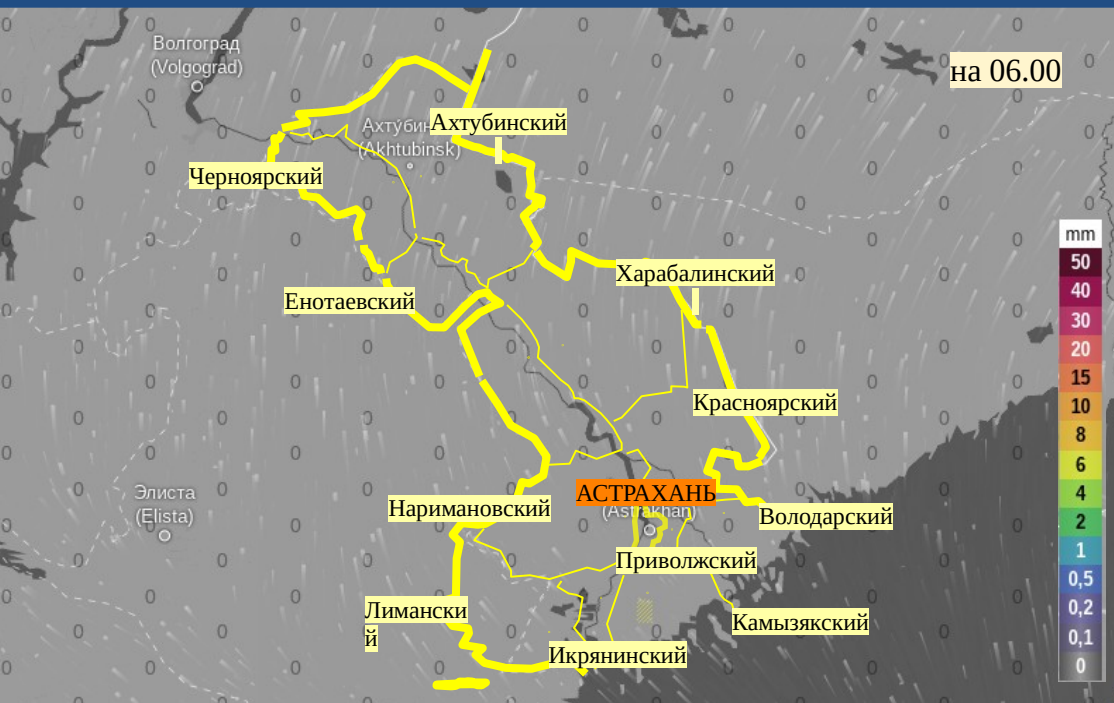 Волгоград
(Volgograd)
на 06.00
Ахтубинский
Ахтуби
(Akhtubinsk)
Черноярский
mm
50
40
30
20
15
10
8
6
4
2
1
0,5
0,2
0,1
0
Харабалинский
Енотаевский
Красноярский
Элиста
(Elista)
АСТРАХАНЬ
(Astrakhan)
Наримановский
Володарский
Приволжский
Лимански
й
Камызякский
Икрянинский